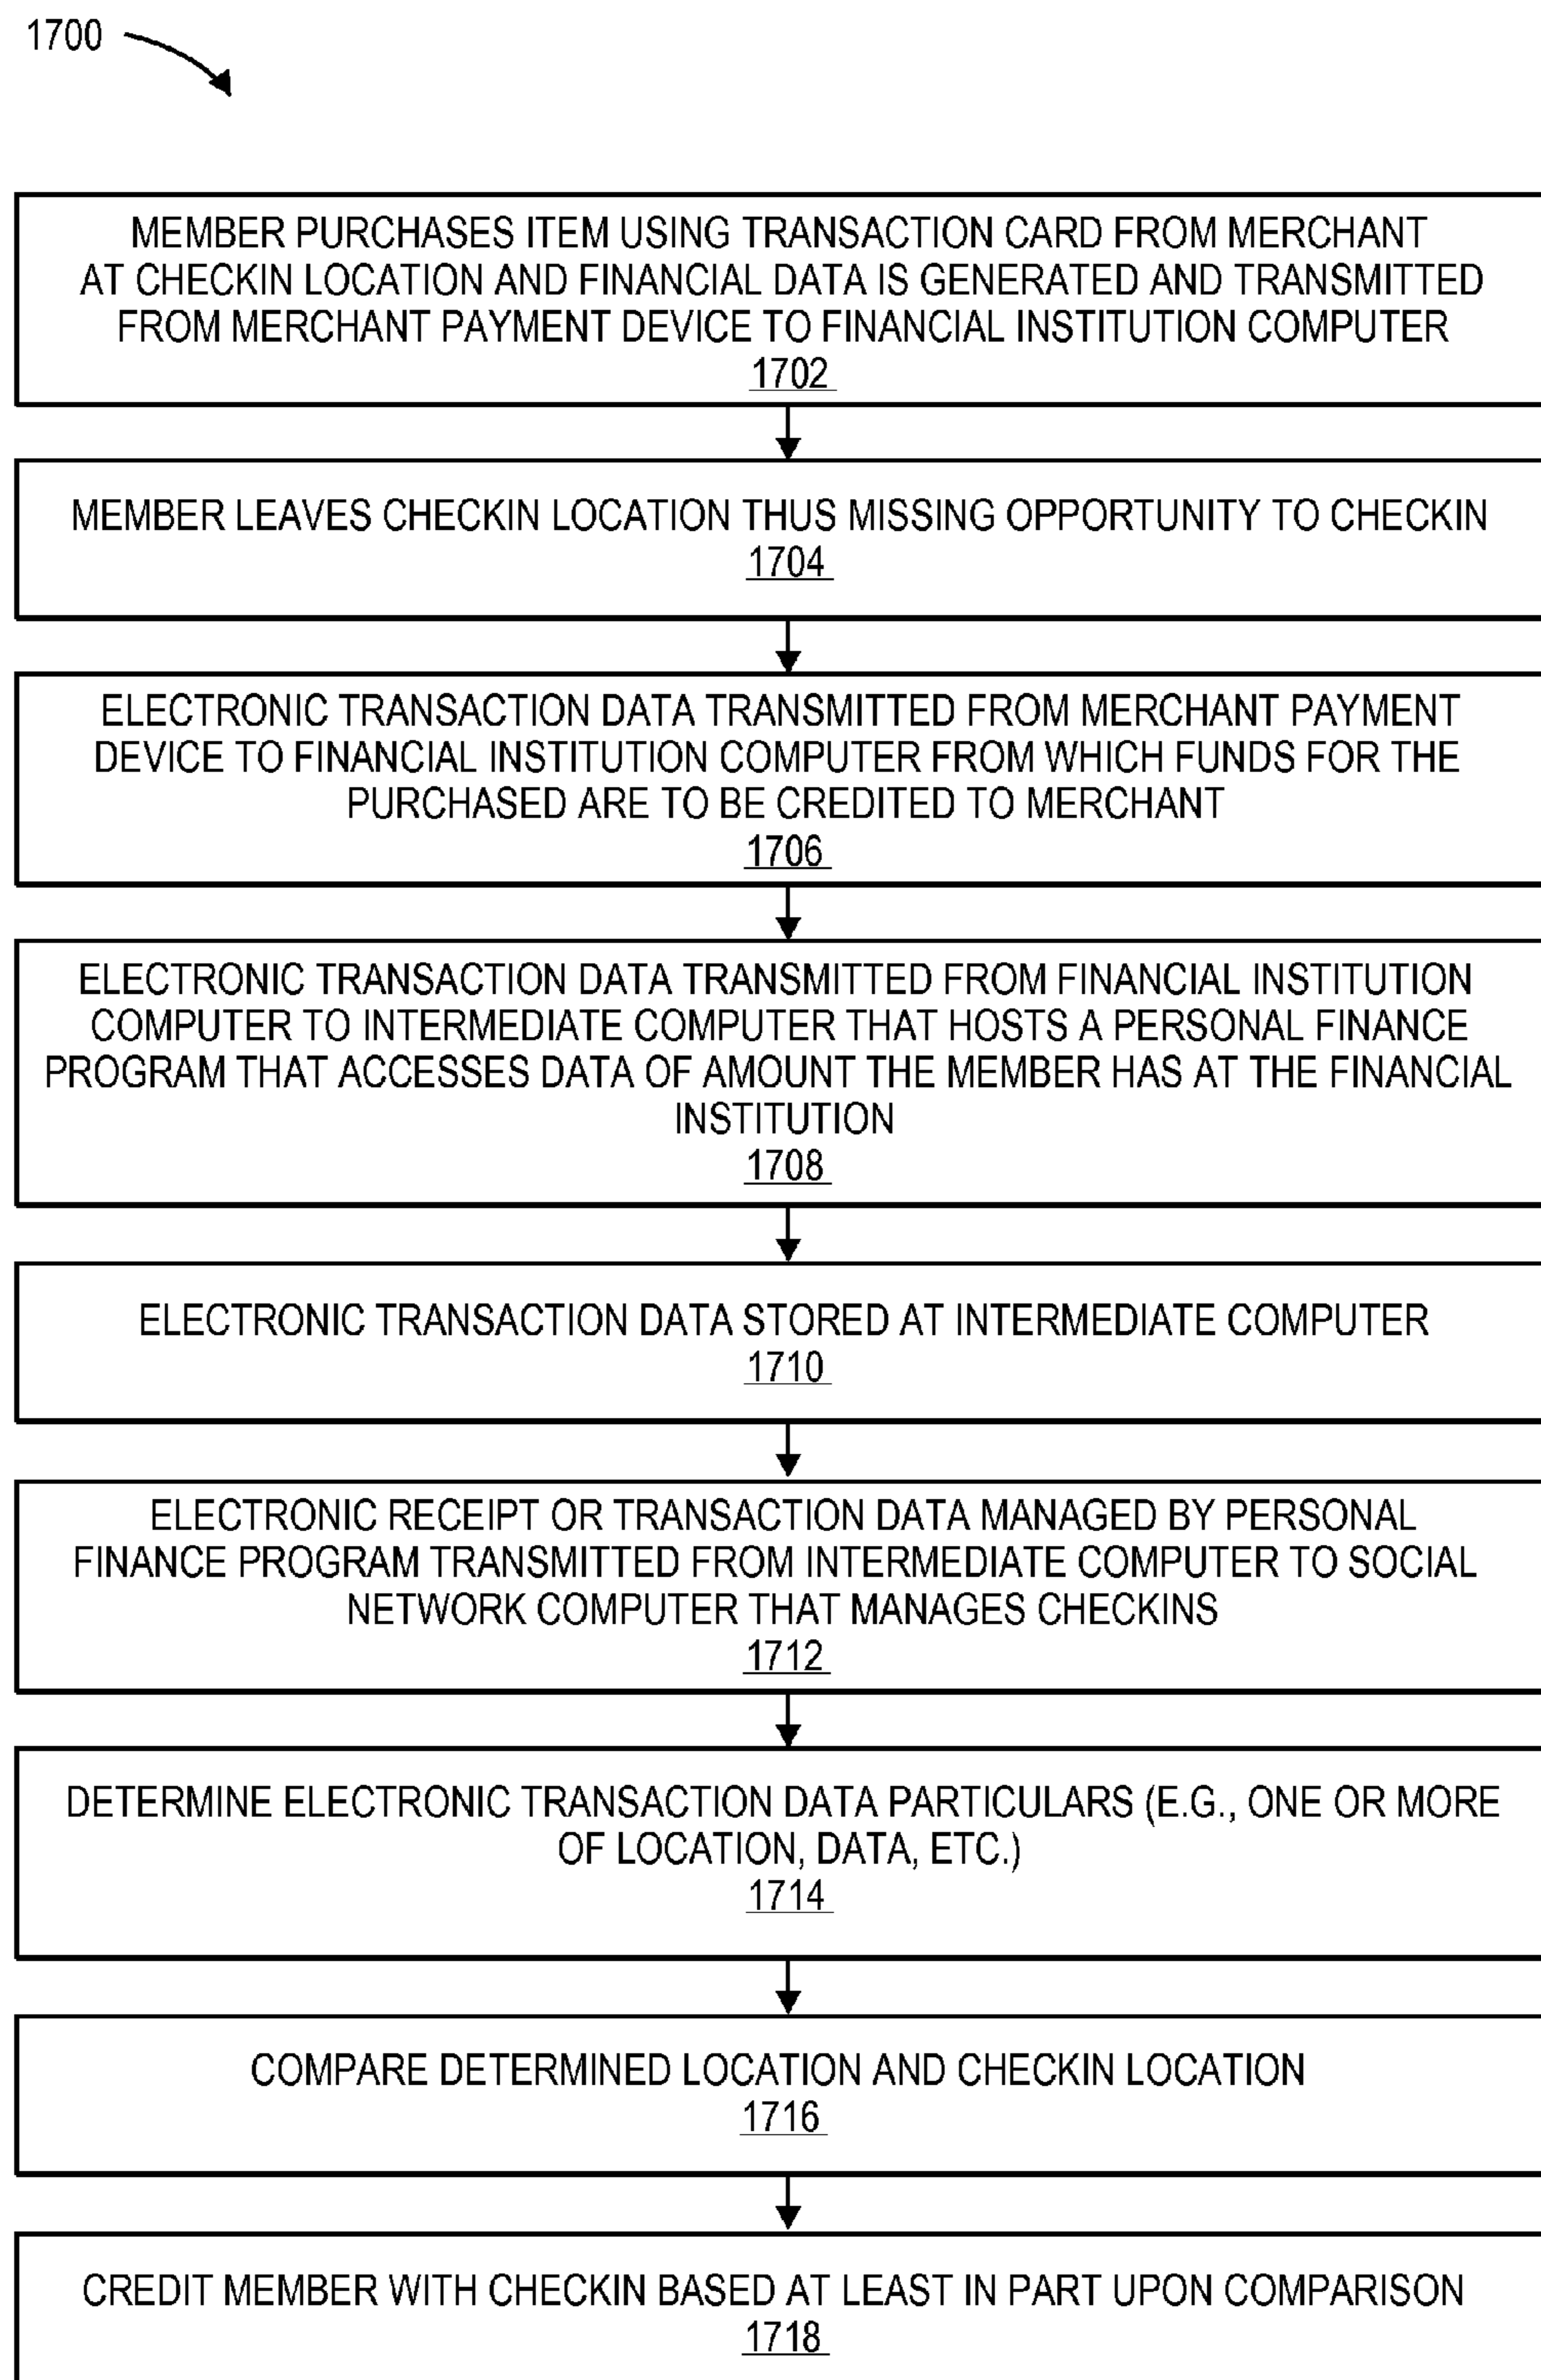 1700
MEMBER PURCHASES ITEM USING TRANSACTION CARD FROM MERCHANT
AT CHECKIN LOCATION AND FINANCIAL DATA IS GENERATED AND TRANSMITTED
FROM MERCHANT PAYMENT DEVICE TO FINANCIAL INSTITUTION COMPUTER
1702
MEMBER LEAVES CHECKIN LOCATION THUS MISSING OPPORTUNITY TO CHECKIN
1704
ELECTRONIC TRANSACTION DATA TRANSMITTED FROM MERCHANT PAYMENT
DEVICE TO FINANCIAL INSTITUTION COMPUTER FROM WHICH FUNDS FOR THE
PURCHASED ARE TO BE CREDITED TO MERCHANT
1706
ELECTRONIC TRANSACTION DATA TRANSMITTED FROM FINANCIAL INSTITUTION
COMPUTER TO INTERMEDIATE COMPUTER THAT HOSTS A PERSONAL FINANCE
PROGRAM THAT ACCESSES DATA OF AMOUNT THE MEMBER HAS AT THE FINANCIAL
INSTITUTION
1708
ELECTRONIC TRANSACTION DATA STORED AT INTERMEDIATE COMPUTER
1710
ELECTRONIC RECEIPT OR TRANSACTION DATA MANAGED BY PERSONAL
FINANCE PROGRAM TRANSMITTED FROM INTERMEDIATE COMPUTER TO SOCIAL
NETWORK COMPUTER THAT MANAGES CHECKINS
1712
DETERMINE ELECTRONIC TRANSACTION DATA PARTICULARS (E.G., ONE OR MORE
OF LOCATION, DATA, ETC.)
1714
COMPARE DETERMINED LOCATION AND CHECKIN LOCATION
1716
CREDIT MEMBER WITH CHECKIN BASED AT LEAST IN PART UPON COMPARISON
1718